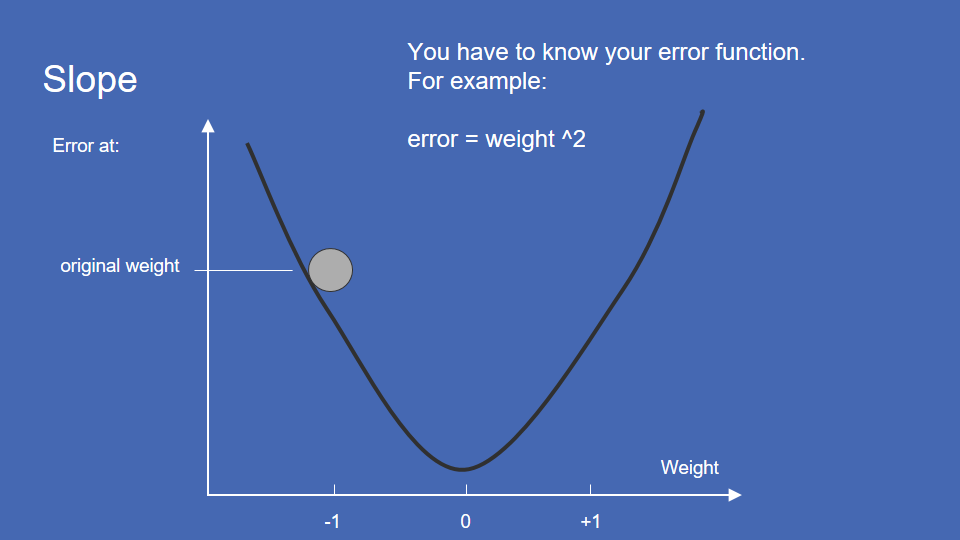 Slope
You have to know your error function.
For example:
error = weight ^2
Error at:
original weight
Weight
-1
0
+1